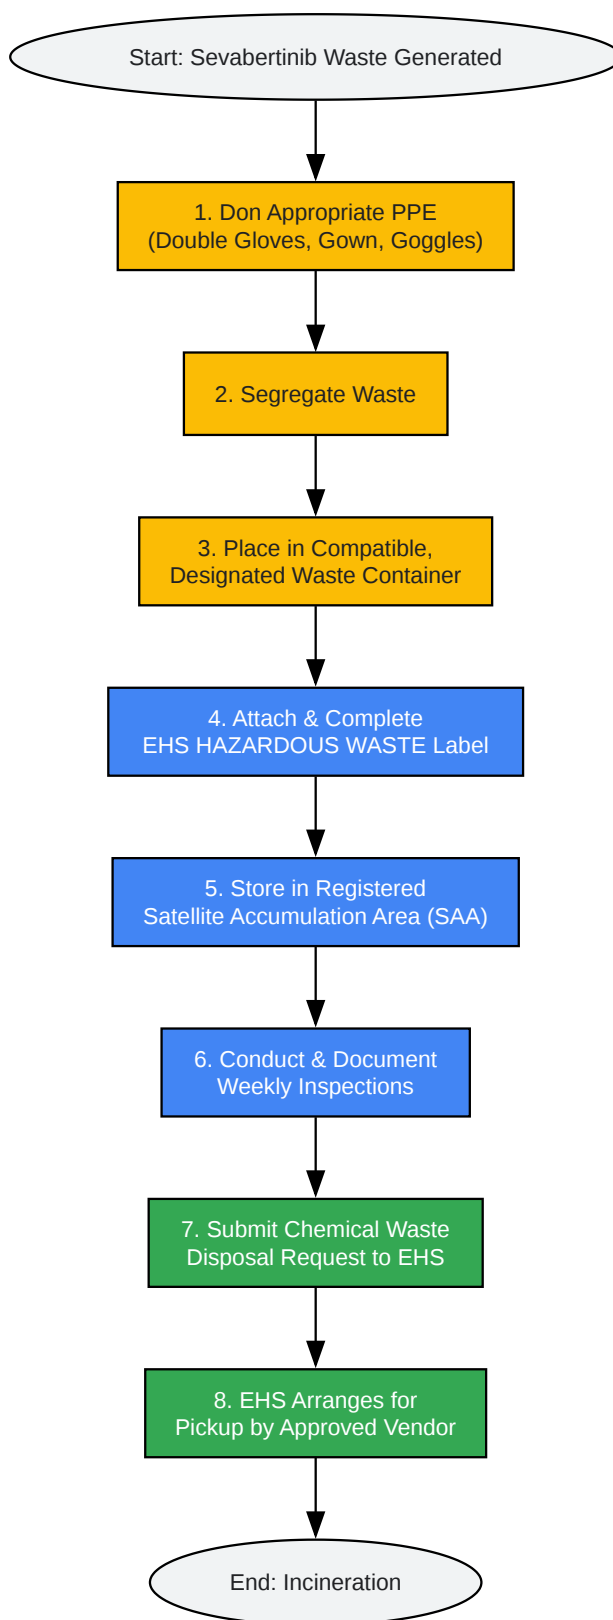 Start: Sevabertinib Waste Generated
1. Don Appropriate PPE
(Double Gloves, Gown, Goggles)
2. Segregate Waste
3. Place in Compatible,
Designated Waste Container
4. Attach & Complete
EHS HAZARDOUS WASTE Label
5. Store in Registered
Satellite Accumulation Area (SAA)
6. Conduct & Document
Weekly Inspections
7. Submit Chemical Waste
Disposal Request to EHS
8. EHS Arranges for
Pickup by Approved Vendor
End: Incineration